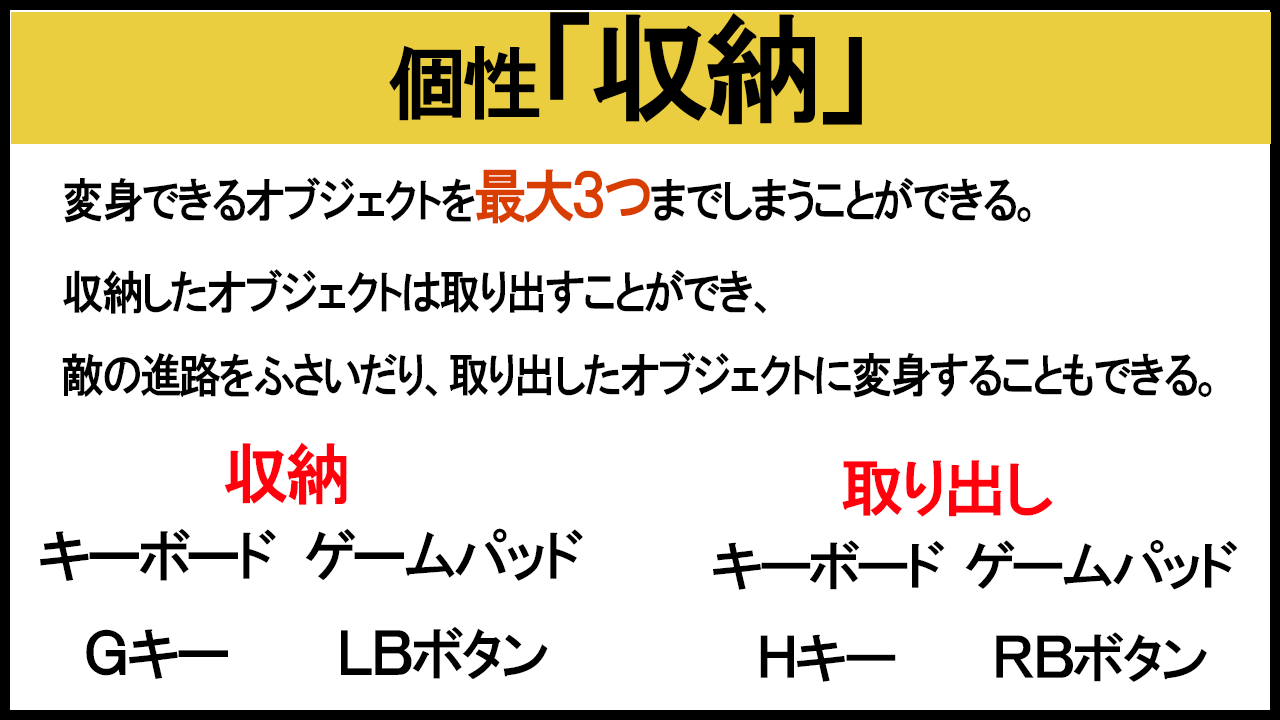 個性「収納」
変身できるオブジェクトを最大3つまでしまうことができる。
収納したオブジェクトは取り出すことができ、
敵の進路をふさいだり、取り出したオブジェクトに変身することもできる。
収納
キーボード ゲームパッド
Gキー LBボタン
取り出し
キーボード ゲームパッド
Hキー RBボタン